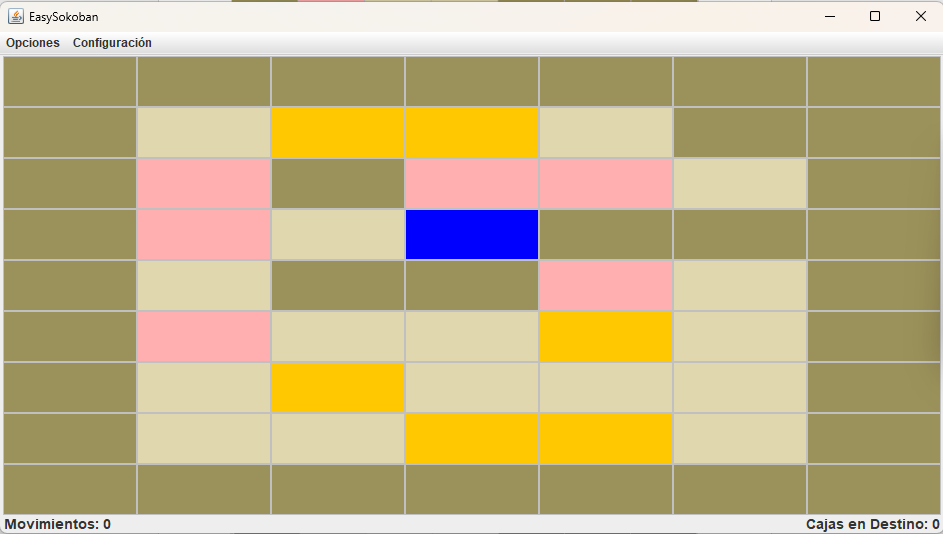 EasySokoban
Opciones Configuración
Movimientos: 0
Cajas en Destino: 0